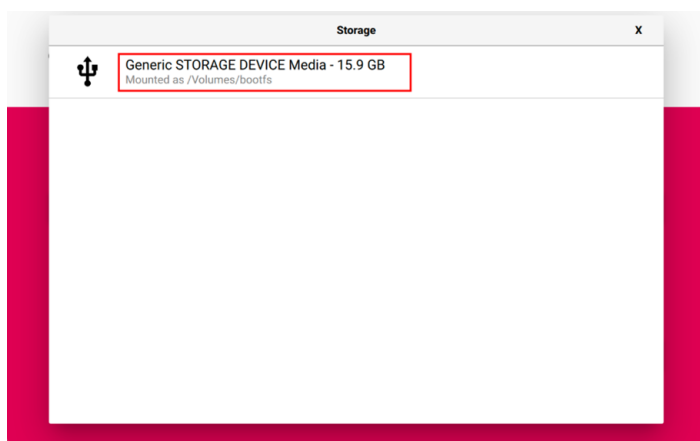 Storage
X
Generic STORAGE DEVICE Media - 15.9 GB
Mounted as /Volumes/bootfs